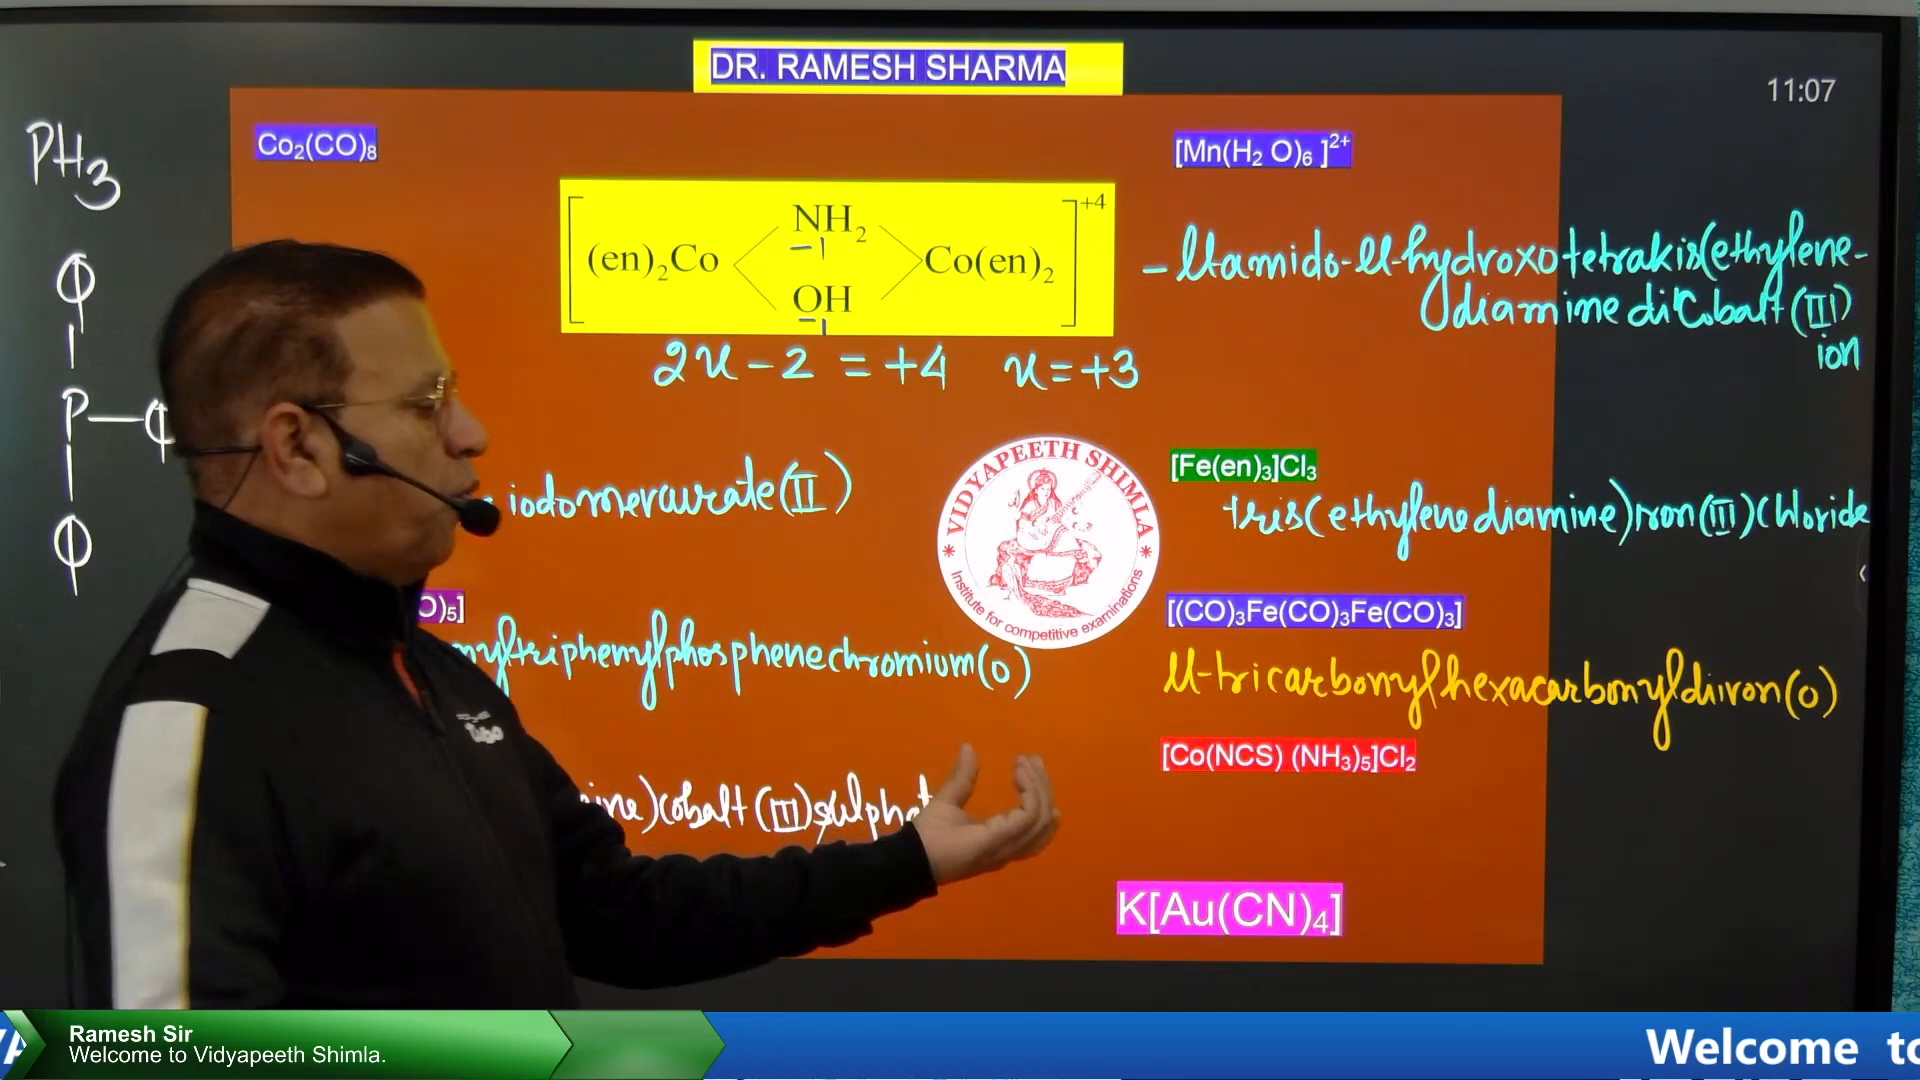 DR. RAMESH SHARMA
11:07
PH3
Co₂(CO)₈
[Mn(H₂ O)₆ ]²⁺
[(en)₂Co NH₂ OH Co(en)₂]⁺⁴
- μamido-μ-hydroxotetrakis(ethylene-
diamine dicobalt (III)
ion
2x - 2 = +4 x = +3
P
P
iodomercurate(II)
[Fe(en)₃]Cl₃
tris(ethylenediamine)iron(III)chloride
VIDYAPEETH SHIMLA
Institute for competitive examinations
O)₅]
[(CO)₃Fe(CO)₃Fe(CO)₃]
nyltriphenylphosphenechromium(0)
μ-tricarbonylhexacarbonyldiiron(0)
[Co(NCS) (NH₃)₅]Cl₂
ine)cobalt (III)sulphat
K[Au(CN)₄]
Ramesh Sir
Welcome to Vidyapeeth Shimla.
Welcome to